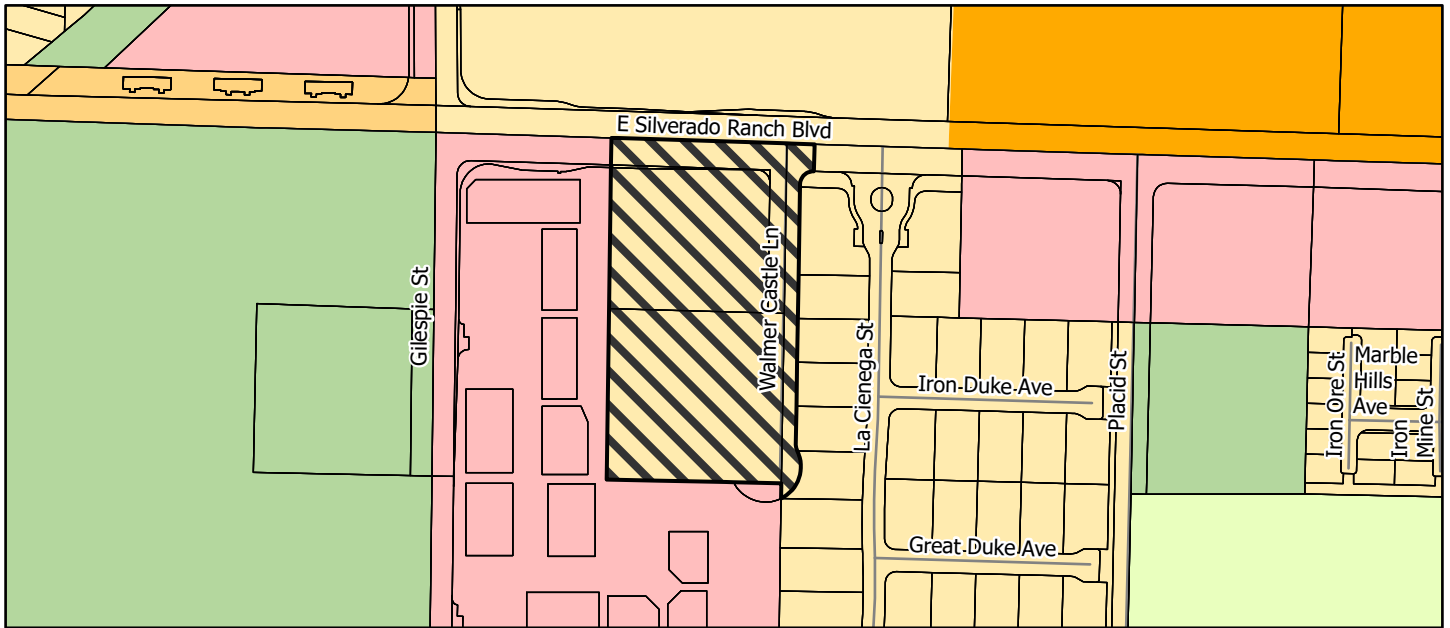 E Silverado Ranch Blvd
Gilespie St
Walmer Castle Ln
La Cienega St
Iron Duke Ave
Placid St
Iron Ore St
Marble
Hills
Ave
Iron
Mine St
Great Duke Ave